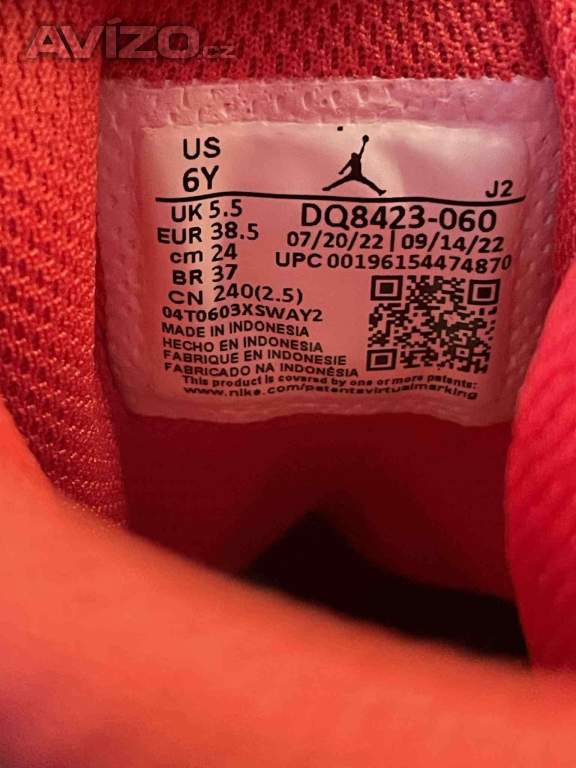 AVÍZO.cz
US
6Y
J2
UK 5.5
EUR 38.5
cm 24
BR 37
CN 240(2.5)
DQ8423-060
07/20/22 | 09/14/22
UPC 00196154474870
04T0603XSWAY2
MADE IN INDONESIA
HECHO EN INDONESIA
FABRIQUE EN INDONESIE
FABRICADO NA INDONÉSIA
This product is covered by one or more patents:
www.nike.com/patentsvirtualmarking